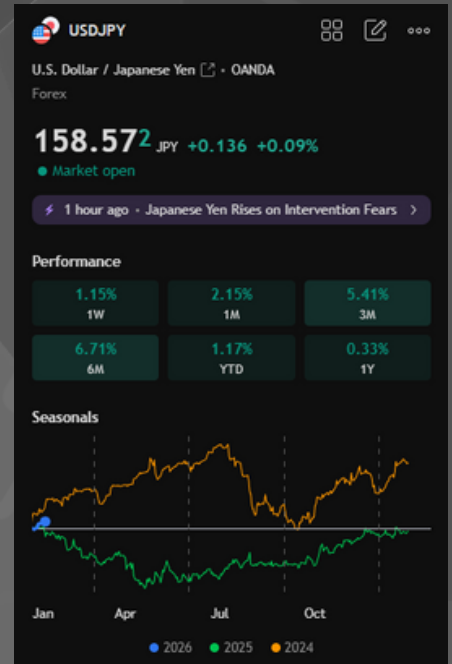 USDJPY
U.S. Dollar / Japanese Yen • OANDA
Forex
158.572 JPY +0.136 +0.09%
Market open
1 hour ago • Japanese Yen Rises on Intervention Fears
Performance
1.15% 2.15% 5.41%
1W 1M 3M
6.71% 1.17% 0.33%
6M YTD 1Y
Seasonals
Jan Apr Jul Oct
2026 2025 2024